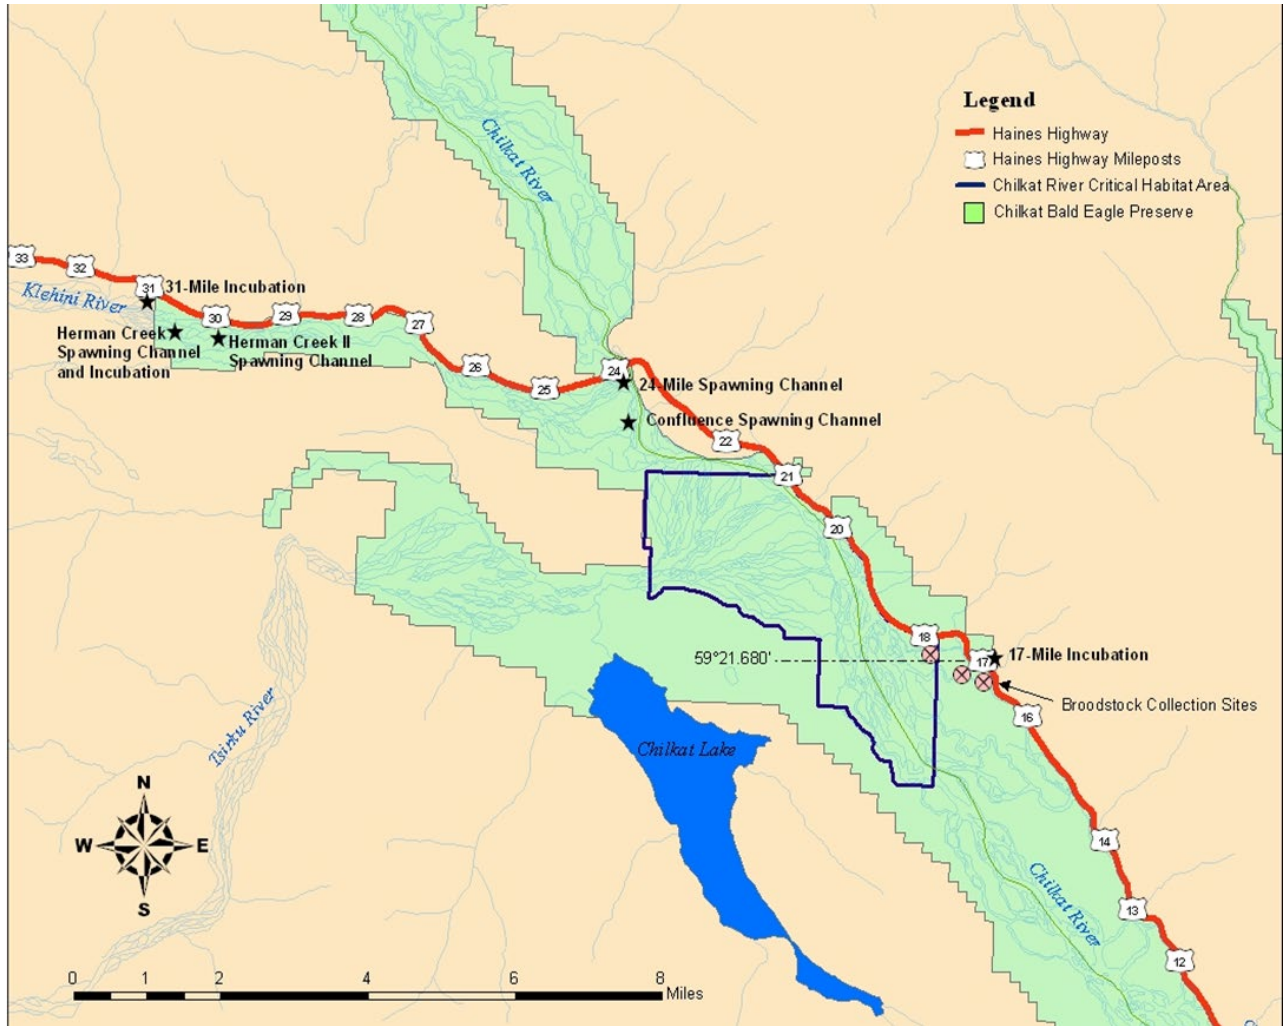 Legend
Haines Highway
Haines Highway Mileposts
Chilkat River Critical Habitat Area
Chilkat Bald Eagle Preserve
Chilkat River
33
32
31
31-Mile Incubation
Klehini River
30
29
28
27
Herman Creek
Spawning Channel
and Incubation
Herman Creek II
Spawning Channel
26
25
24
24-Mile Spawning Channel
Confluence Spawning Channel
22
21
20
18
59°21.680'
17
17-Mile Incubation
Broodstock Collection Sites
16
Tsirku River
Chilkat Lake
14
13
12
Chilkat River
N
W
E
S
0
1
2
4
6
8
Miles